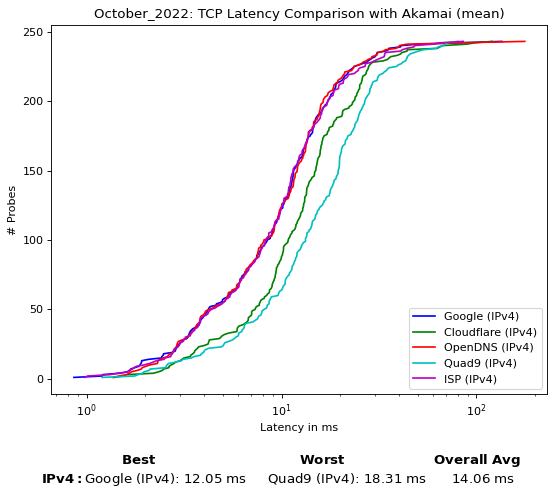 October_2022: TCP Latency Comparison with Akamai (mean)
250
200
150
100
50
0
# Probes
10⁰
10¹
10²
Latency in ms
Google (IPv4)
Cloudflare (IPv4)
OpenDNS (IPv4)
Quad9 (IPv4)
ISP (IPv4)
Best Worst Overall Avg
IPv4: Google (IPv4): 12.05 ms Quad9 (IPv4): 18.31 ms 14.06 ms